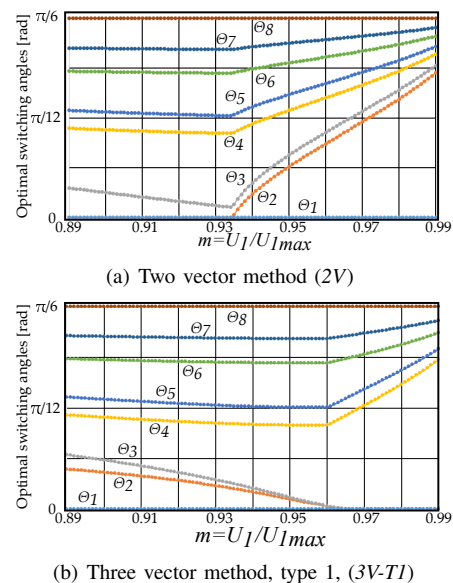 π/6
Θ8
Θ7
Θ6
Θ5
π/12
Θ4
Θ3
Θ2
Θ1
0
Optimal switching angles [rad]
0.89 0.91 0.93 0.95 0.97 0.99
m=U1/U1max
(a) Two vector method (2V)
π/6
Θ8
Θ7
Θ6
Θ5
π/12
Θ4
Θ3
Θ2
Θ1
0
Optimal switching angles [rad]
0.89 0.91 0.93 0.95 0.97 0.99
m=U1/U1max
(b) Three vector method, type 1, (3V-T1)